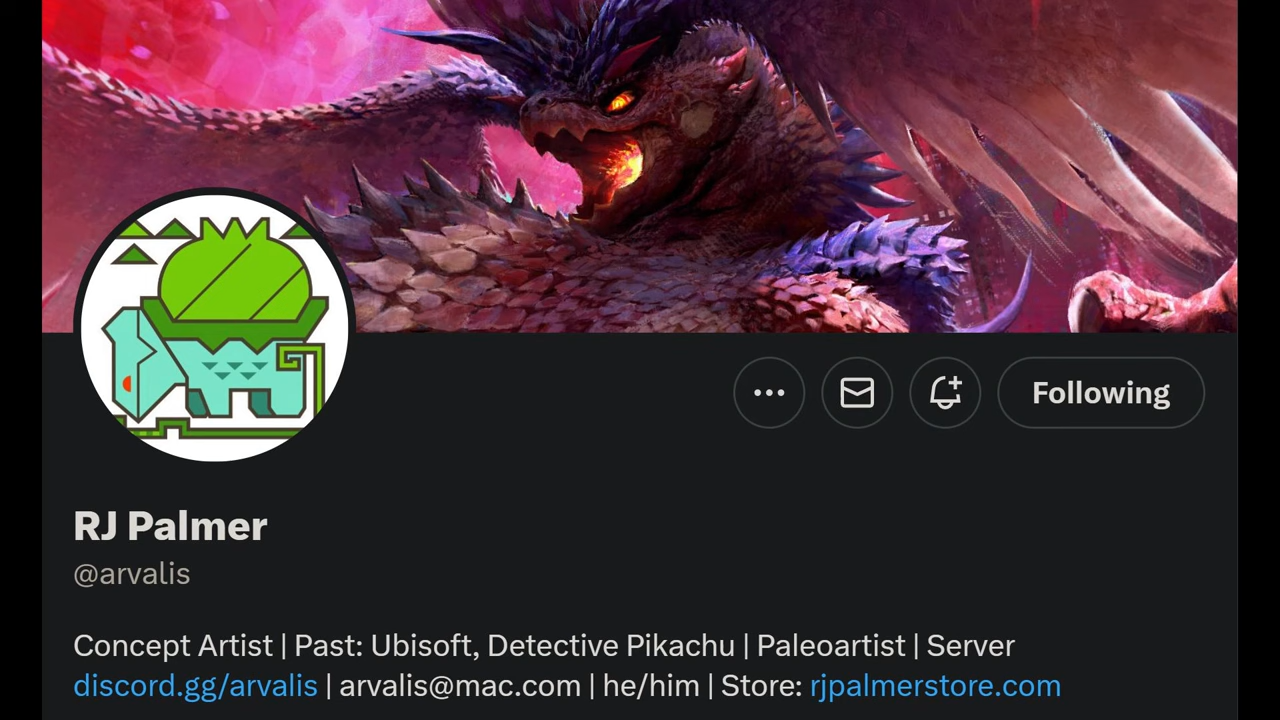 Following
RJ Palmer
@arvalis
Concept Artist | Past: Ubisoft, Detective Pikachu | Paleoartist | Server
discord.gg/arvalis | arvalis@mac.com | he/him | Store: rjpalmerstore.com